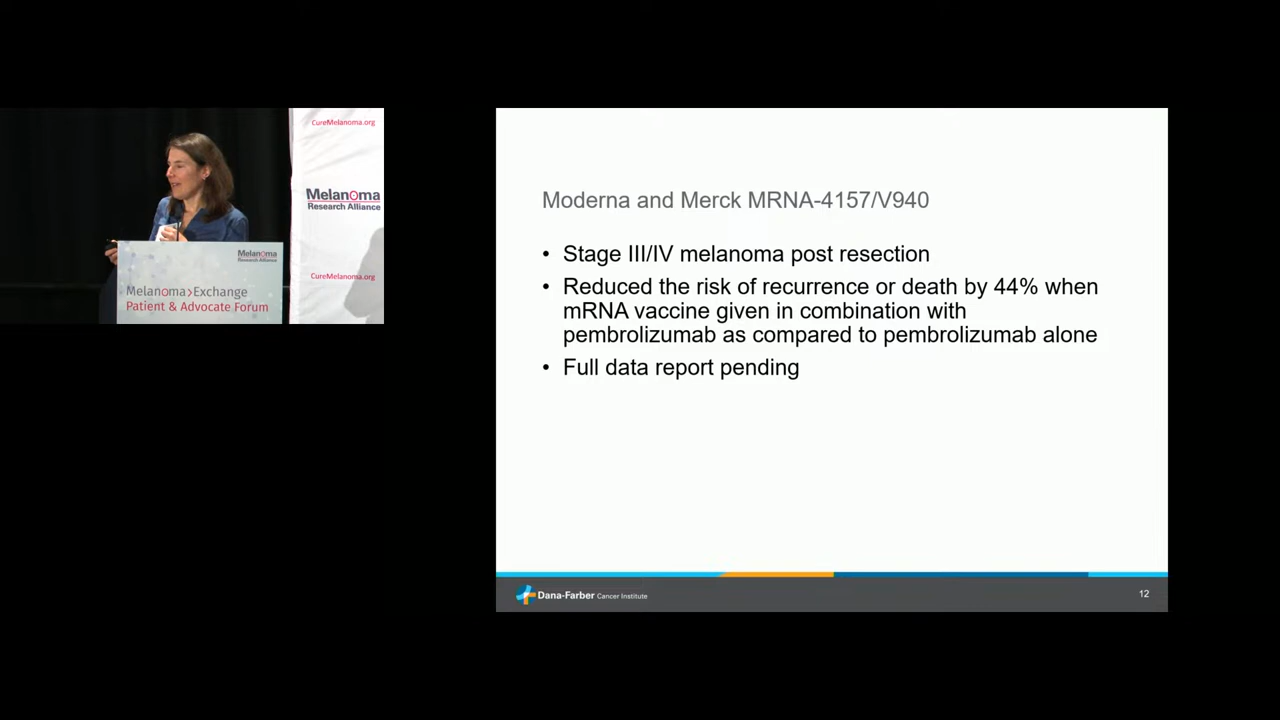 CureMelanoma.org
Melanoma
Research Alliance
CureMelanoma.org
Melanoma
Research Alliance
Melanoma>Exchange
Patient & Advocate Forum
Moderna and Merck MRNA-4157/V940
• Stage III/IV melanoma post resection
• Reduced the risk of recurrence or death by 44% when
mRNA vaccine given in combination with
pembrolizumab as compared to pembrolizumab alone
• Full data report pending
Dana-Farber Cancer Institute
12